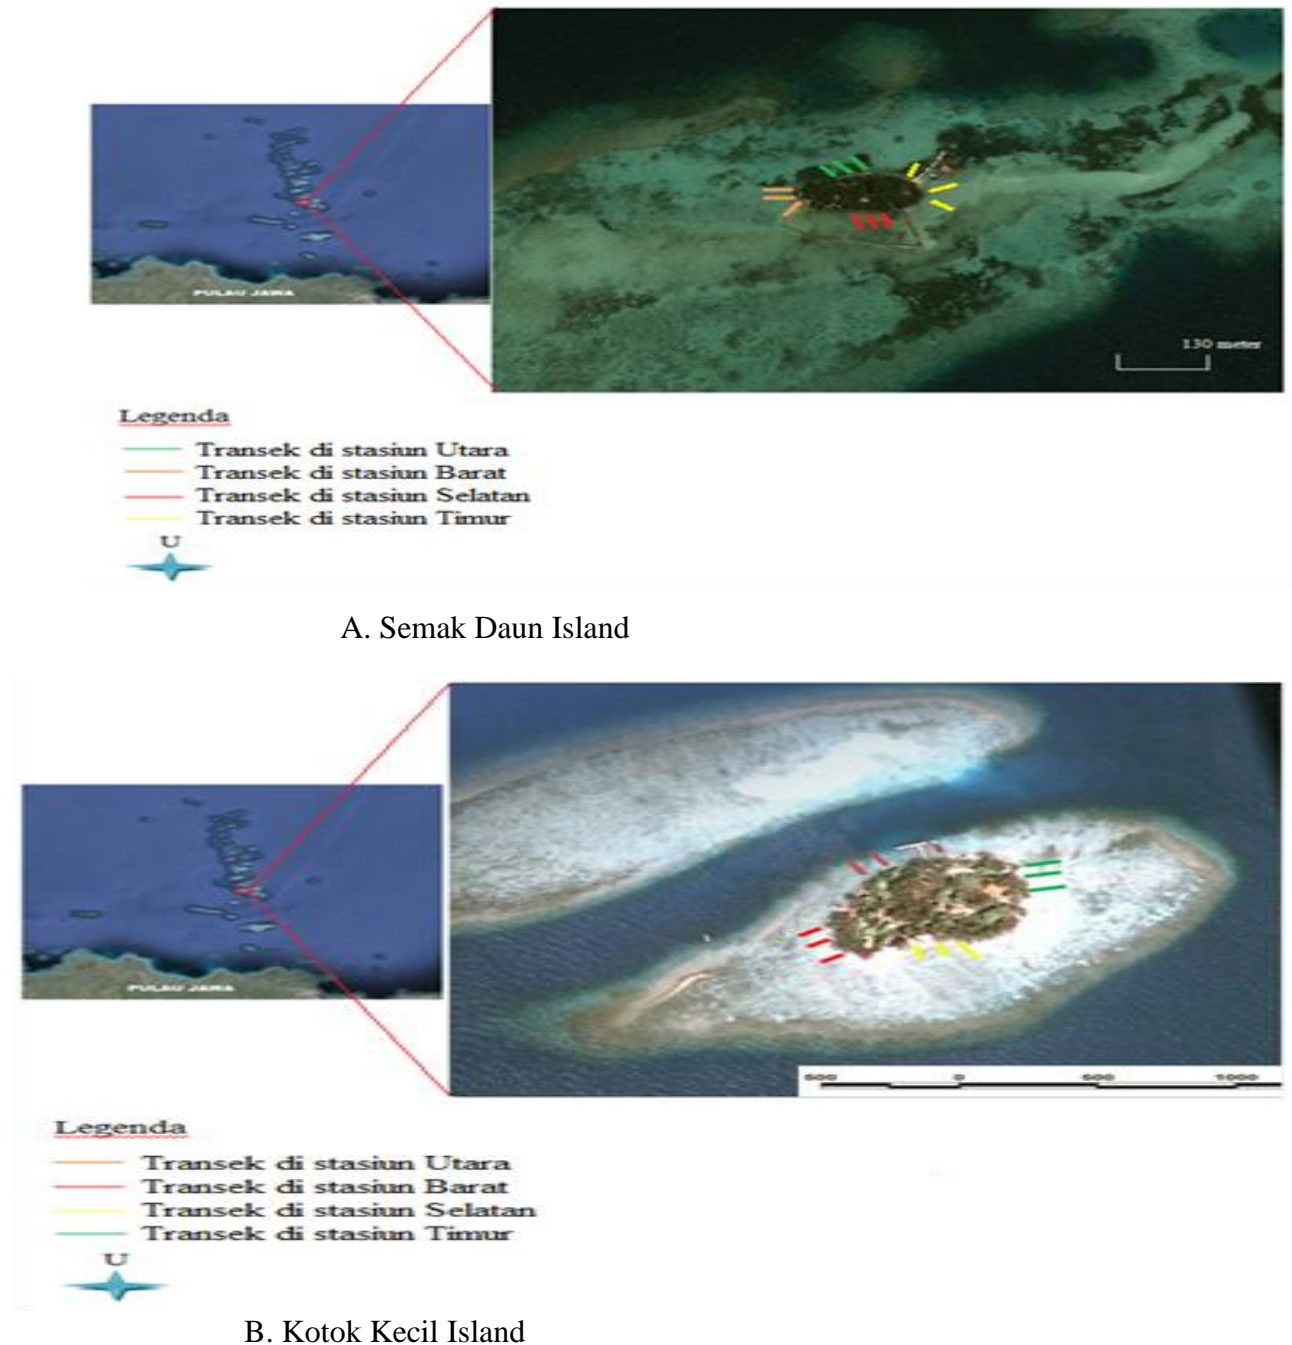 PULAU JAWA
130 meter
Legenda
Transek di stasiun Utara
Transek di stasiun Barat
Transek di stasiun Selatan
Transek di stasiun Timur
U
A. Semak Daun Island
PULAU JAWA
500 0 500 1000
Legenda
Transek di stasiun Utara
Transek di stasiun Barat
Transek di stasiun Selatan
Transek di stasiun Timur
U
B. Kotok Kecil Island